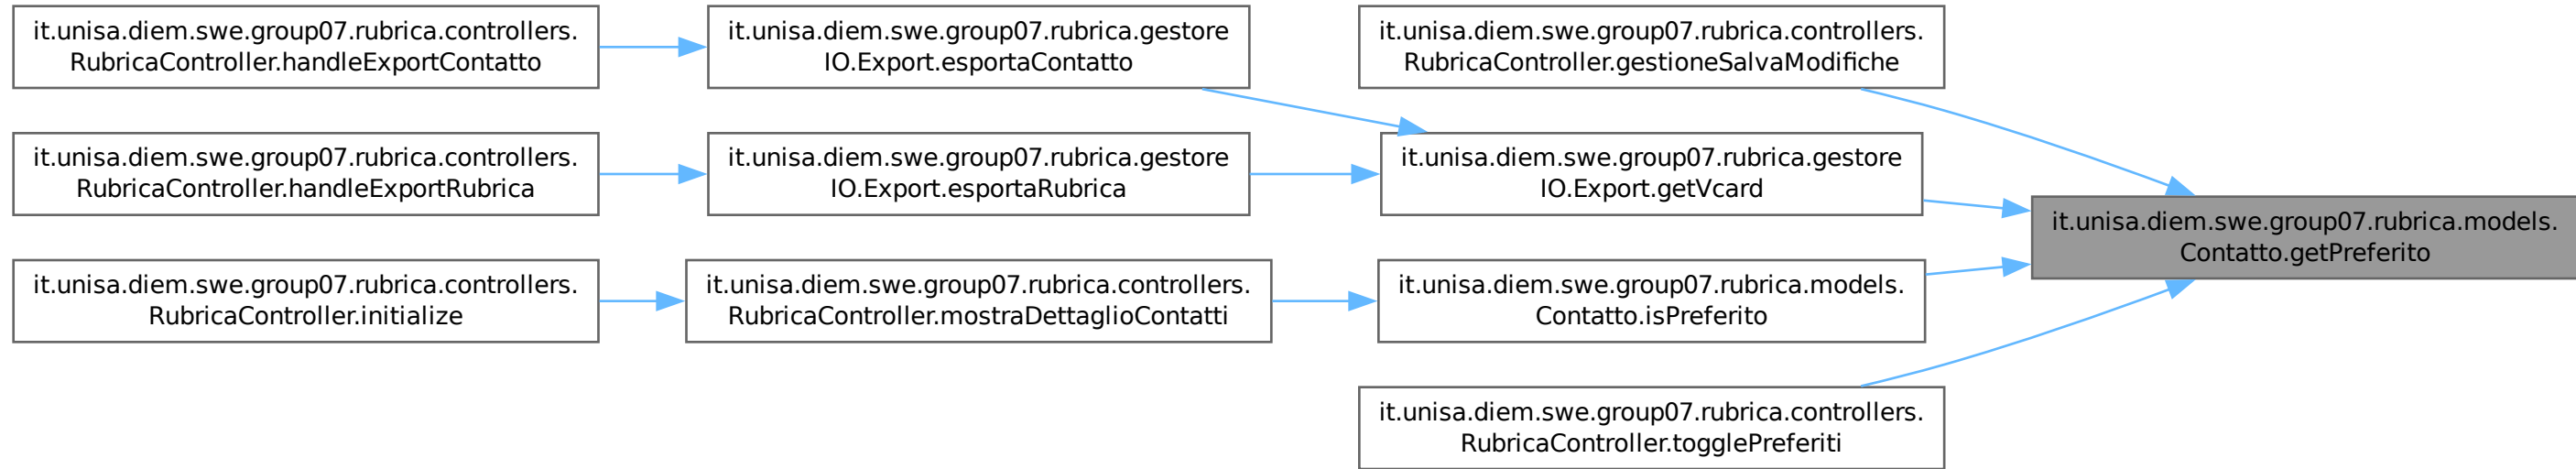 it.unisa.diem.swe.group07.rubrica.controllers.
RubricaController.handleExportContatto
it.unisa.diem.swe.group07.rubrica.gestore
IO.Export.esportaContatto
it.unisa.diem.swe.group07.rubrica.controllers.
RubricaController.gestioneSalvaModifiche
it.unisa.diem.swe.group07.rubrica.controllers.
RubricaController.handleExportRubrica
it.unisa.diem.swe.group07.rubrica.gestore
IO.Export.esportaRubrica
it.unisa.diem.swe.group07.rubrica.gestore
IO.Export.getVcard
it.unisa.diem.swe.group07.rubrica.models.
Contatto.getPreferito
it.unisa.diem.swe.group07.rubrica.controllers.
RubricaController.initialize
it.unisa.diem.swe.group07.rubrica.controllers.
RubricaController.mostraDettaglioContatti
it.unisa.diem.swe.group07.rubrica.models.
Contatto.isPreferito
it.unisa.diem.swe.group07.rubrica.controllers.
RubricaController.togglePreferiti